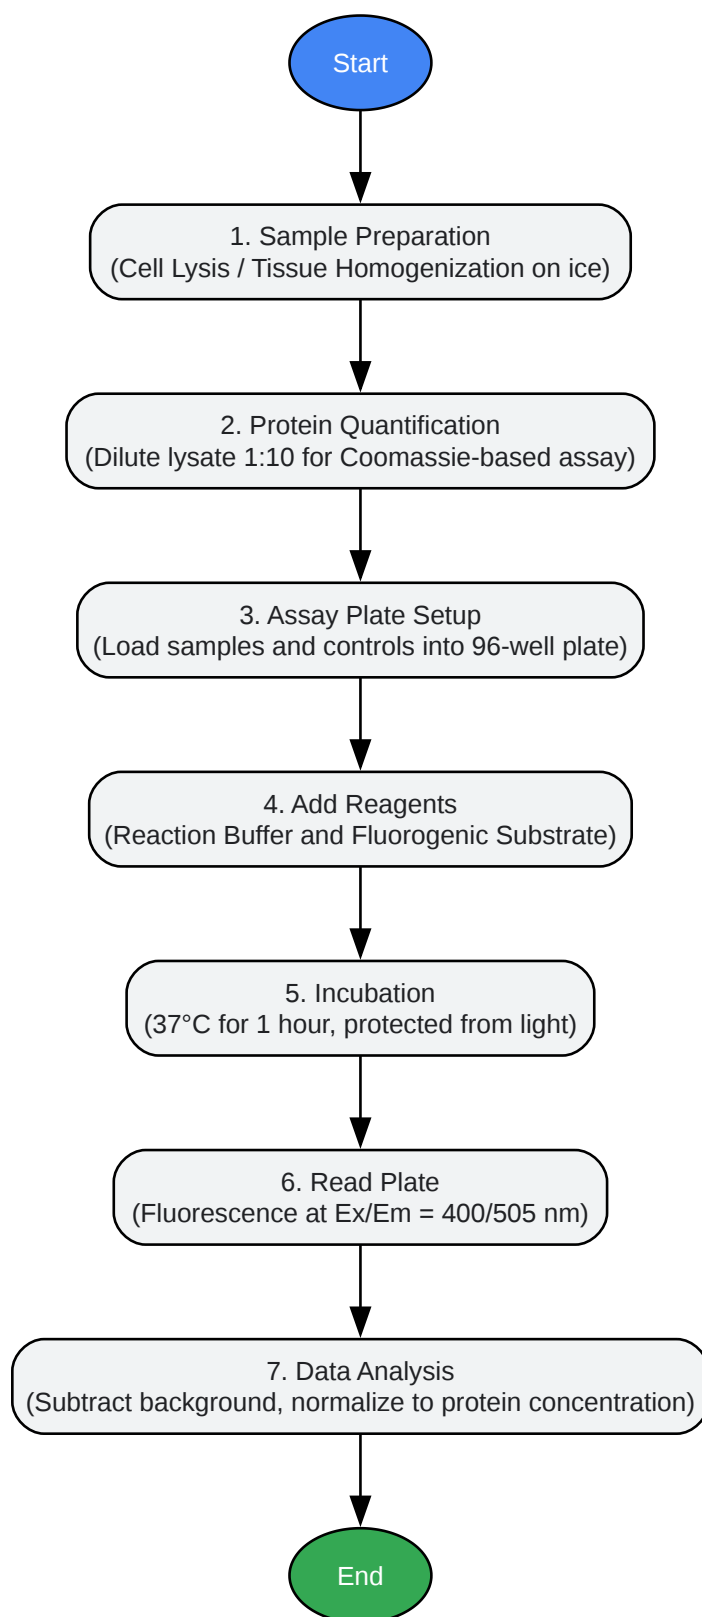 Start
1. Sample Preparation
(Cell Lysis / Tissue Homogenization on ice)
2. Protein Quantification
(Dilute lysate 1:10 for Coomassie-based assay)
3. Assay Plate Setup
(Load samples and controls into 96-well plate)
4. Add Reagents
(Reaction Buffer and Fluorogenic Substrate)
5. Incubation
(37°C for 1 hour, protected from light)
6. Read Plate
(Fluorescence at Ex/Em = 400/505 nm)
7. Data Analysis
(Subtract background, normalize to protein concentration)
End